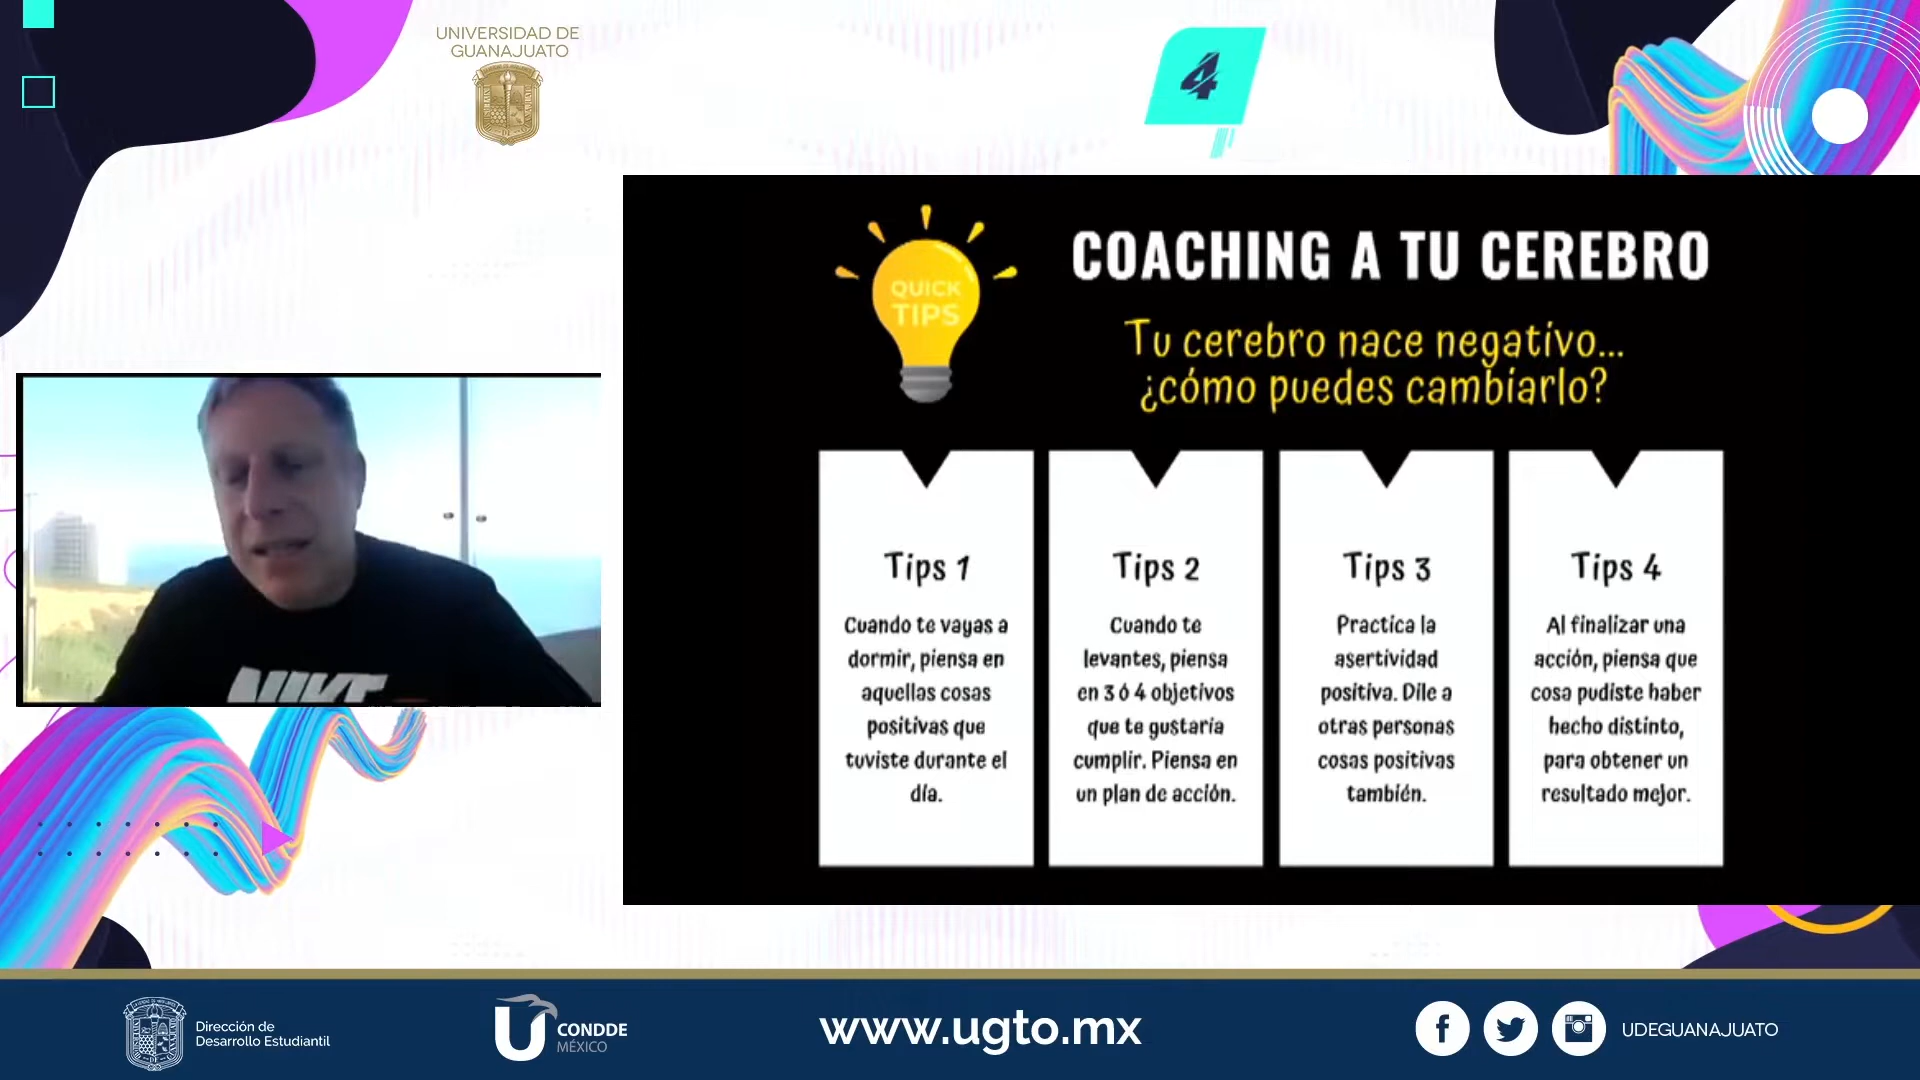 UNIVERSIDAD DE
GUANAJUATO
4
QUICK
TIPS
COACHING A TU CEREBRO
Tu cerebro nace negativo...
¿cómo puedes cambiarlo?
Tips 1
Cuando te vayas a
dormir, piensa en
aquellas cosas
positivas que
tuviste durante el
día.
Tips 2
Cuando te
levantes, piensa
en 3 ó 4 objetivos
que te gustaría
cumplir. Piensa en
un plan de acción.
Tips 3
Practica la
asertividad
positiva. Dile a
otras personas
cosas positivas
también.
Tips 4
Al finalizar una
acción, piensa que
cosa pudiste haber
hecho distinto,
para obtener un
resultado mejor.
NIKE
Dirección de
Desarrollo Estudiantil
U CONDDE
MÉXICO
www.ugto.mx
UDEGUANAJUATO